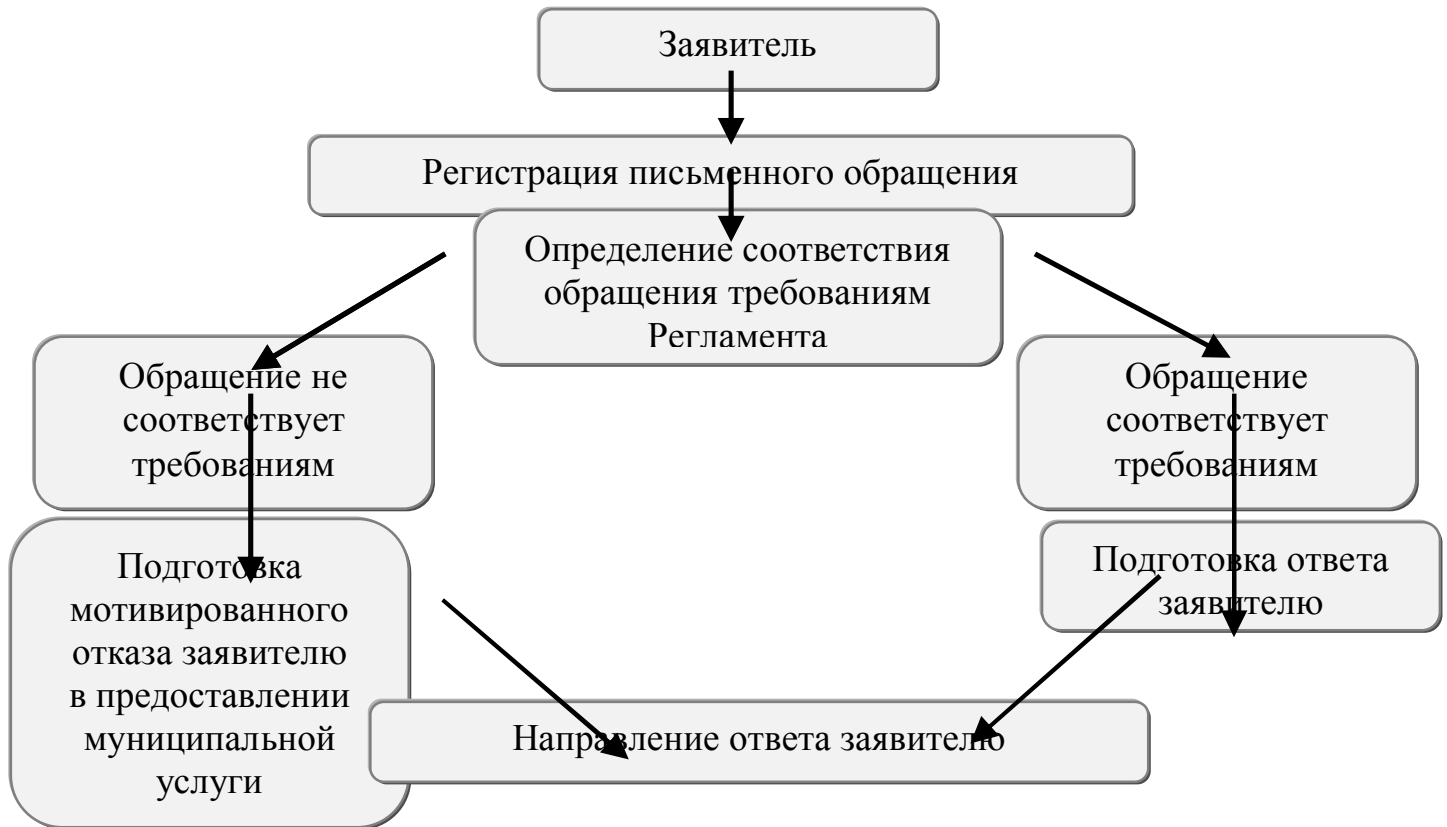 Заявитель
Регистрация письменного обращения
Определение соответствия
обращения требованиям
Регламента
Обращение не
соответствует
требованиям
Обращение
соответствует
требованиям
Подготовка
мотивированного
отказа заявителю
в предоставлении
муниципальной
услуги
Подготовка ответа
заявителю
Направление ответа заявителю